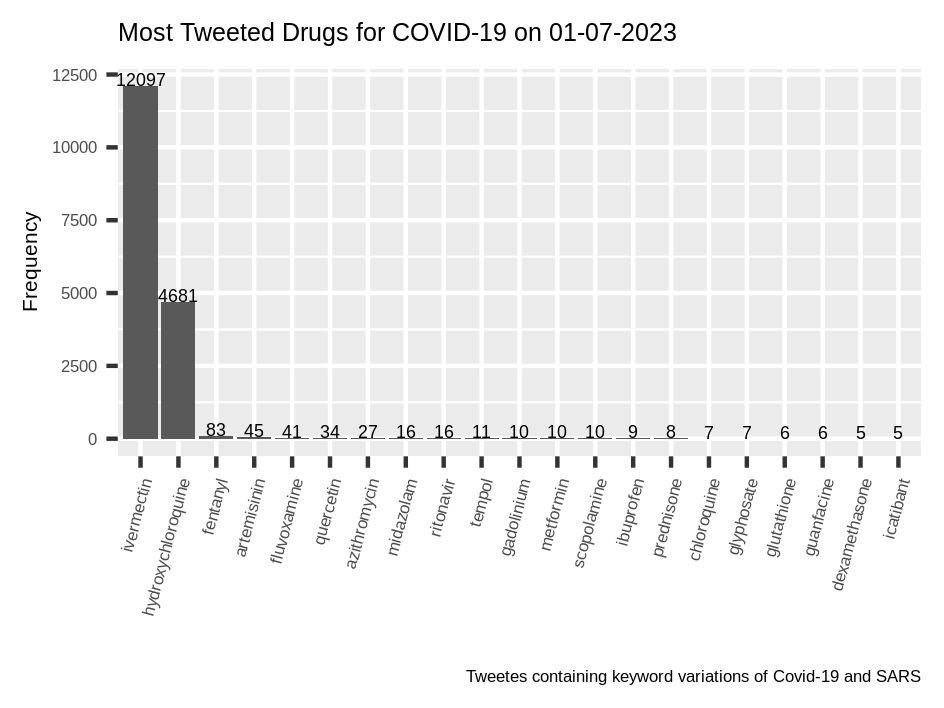 Most Tweeted Drugs for COVID-19 on 01-07-2023
Frequency
12500
10000
7500
5000
2500
0
12097
4681
83
45
41
34
27
16
16
11
10
10
10
9
8
7
7
6
6
5
5
ivermectin
hydroxychloroquine
fentanyl
artemisinin
fluvoxamine
quercetin
azithromycin
midazolam
ritonavir
tempol
gadolinium
metformin
scopolamine
ibuprofen
prednisone
chloroquine
glyphosate
glutathione
guanfacine
dexamethasone
icatibant
Tweetes containing keyword variations of Covid-19 and SARS